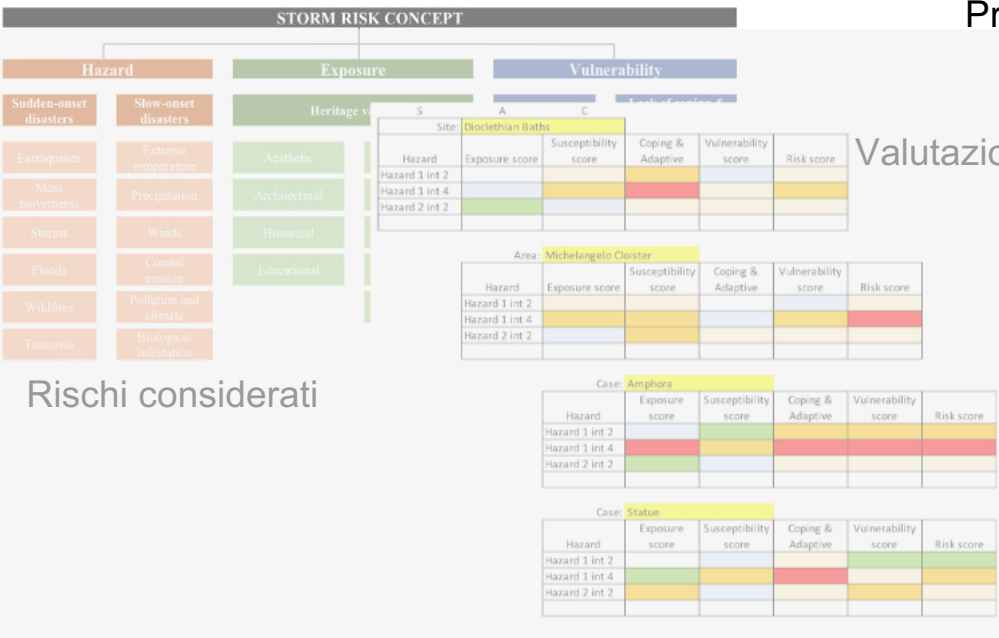 STORM RISK CONCEPT
Pr
Hazard
Exposure
Vulnerability
Sudden-onset
disasters
Slow-onset
disasters
Heritage
Earthquakes
Mass
movements
Storms
Floods
Wildfires
Tsunamis
Extreme
temperature
Precipitation
Winds
Coastal
erosion
Pollution and
climate
Biological
infestation
Aesthetic
Architectural
Historical
Educational
Lack of coping &
S A C
Site: Dioclethian Baths
Hazard Exposure score Susceptibility score Coping & Adaptive Vulnerability score Risk score
Hazard 1 int 2
Hazard 1 int 4
Hazard 2 int 2
Valutazio
Area: Michelangelo Cloister
Hazard Exposure score Susceptibility score Coping & Adaptive Vulnerability score Risk score
Hazard 1 int 2
Hazard 1 int 4
Hazard 2 int 2
Rischi considerati
Case: Amphora
Hazard Exposure score Susceptibility score Coping & Adaptive Vulnerability score Risk score
Hazard 1 int 2
Hazard 1 int 4
Hazard 2 int 2
Case: Statue
Hazard Exposure score Susceptibility score Coping & Adaptive Vulnerability score Risk score
Hazard 1 int 2
Hazard 1 int 4
Hazard 2 int 2